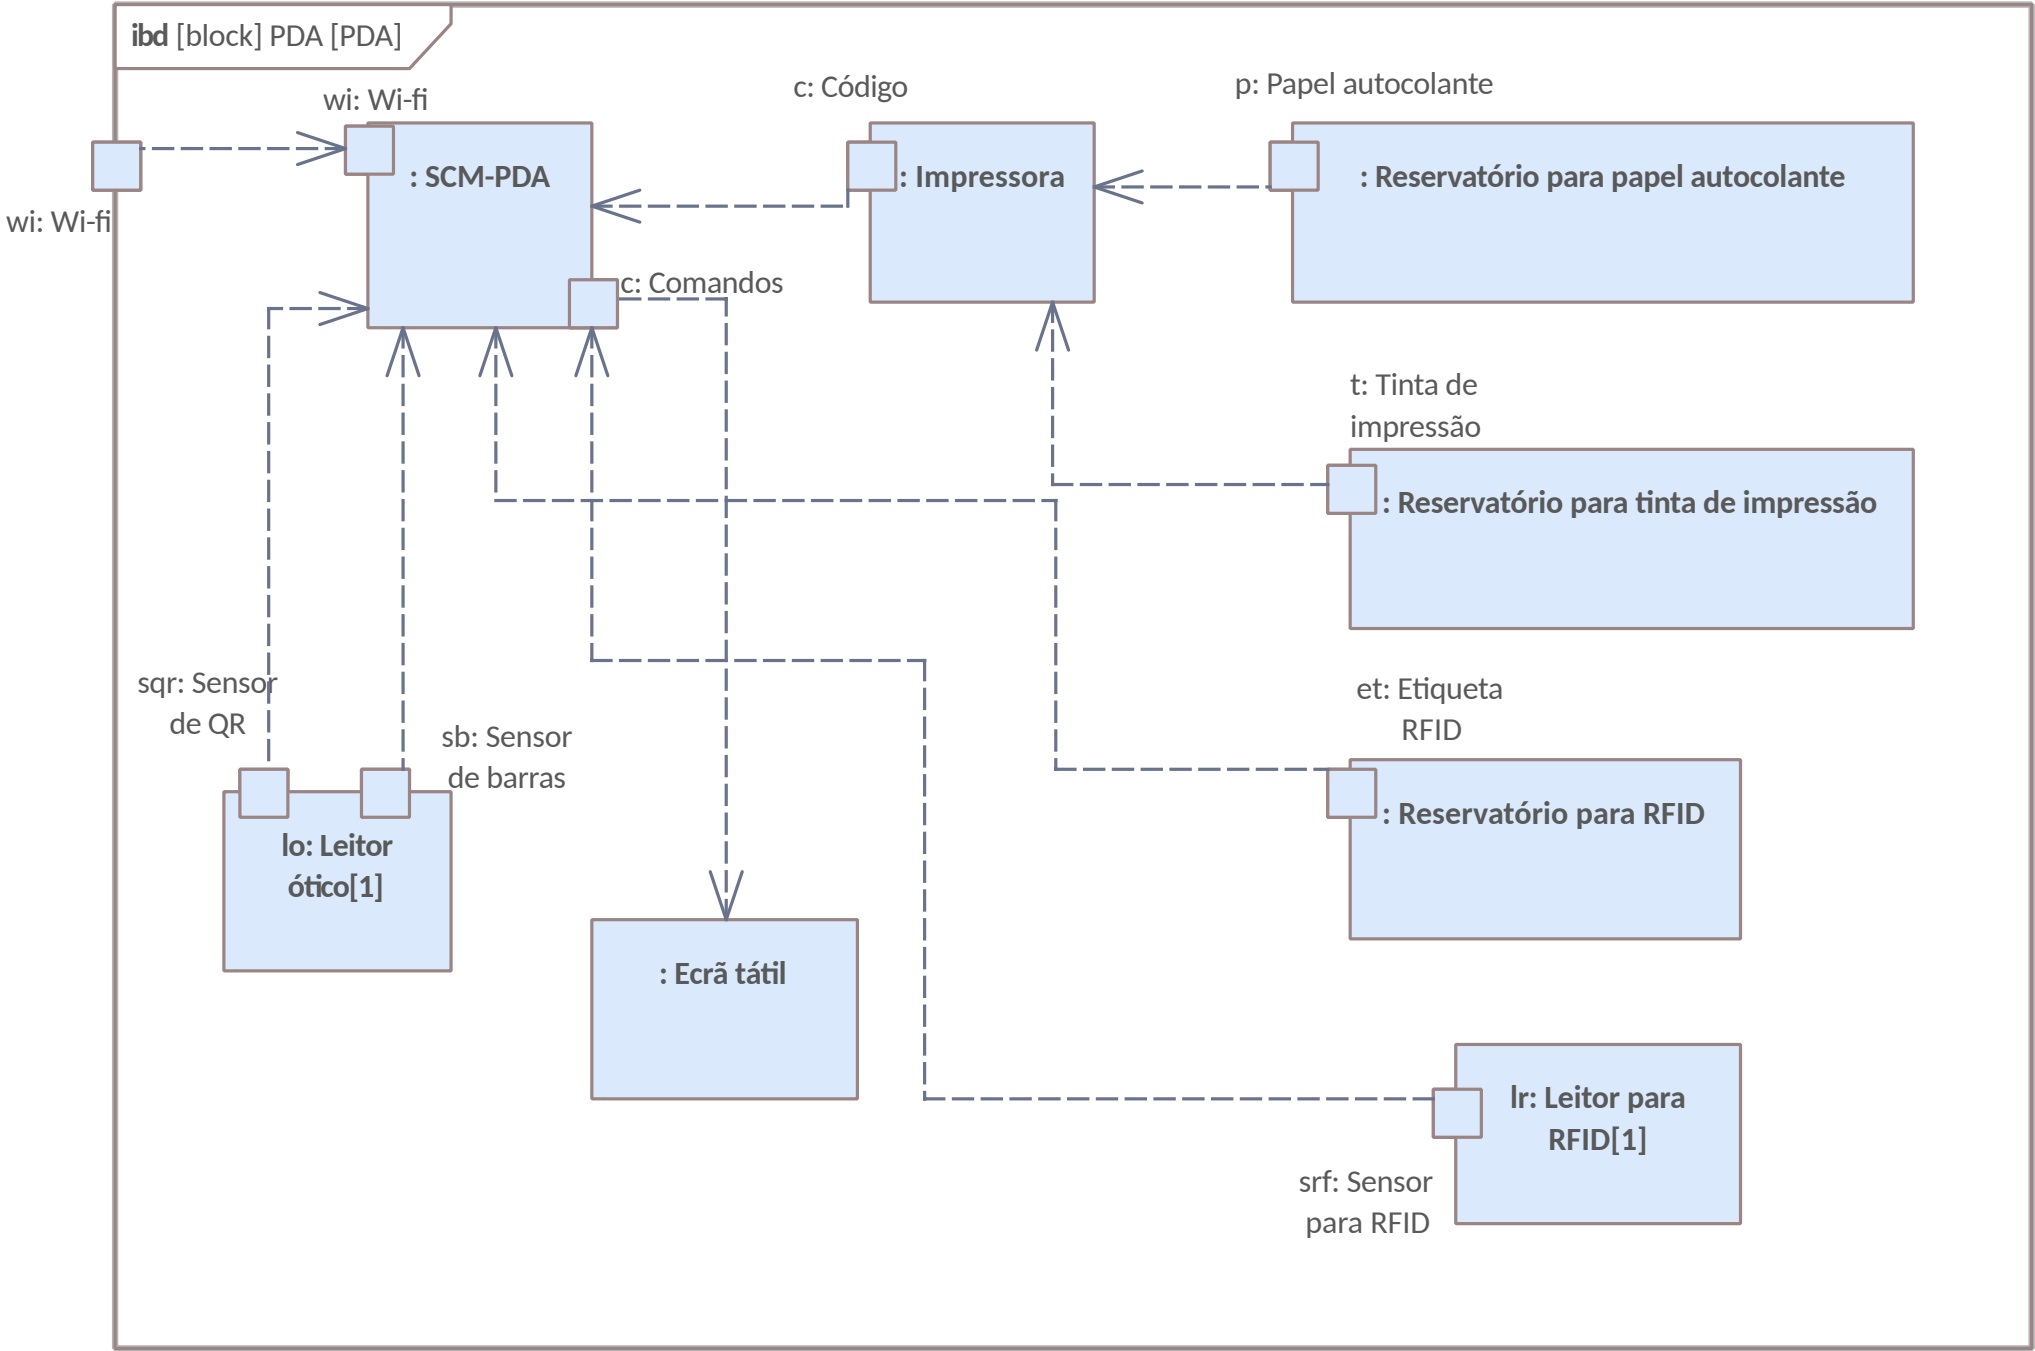 ibd [block] PDA [PDA]
wi: Wi-fi
c: Código
p: Papel autocolante
: SCM-PDA
: Impressora
: Reservatório para papel autocolante
wi: Wi-fi
c: Comandos
t: Tinta de
impressão
: Reservatório para tinta de impressão
sqr: Sensor
de QR
et: Etiqueta
RFID
sb: Sensor
de barras
: Reservatório para RFID
lo: Leitor
ótico[1]
: Ecrã tátil
lr: Leitor para
RFID[1]
srf: Sensor
para RFID